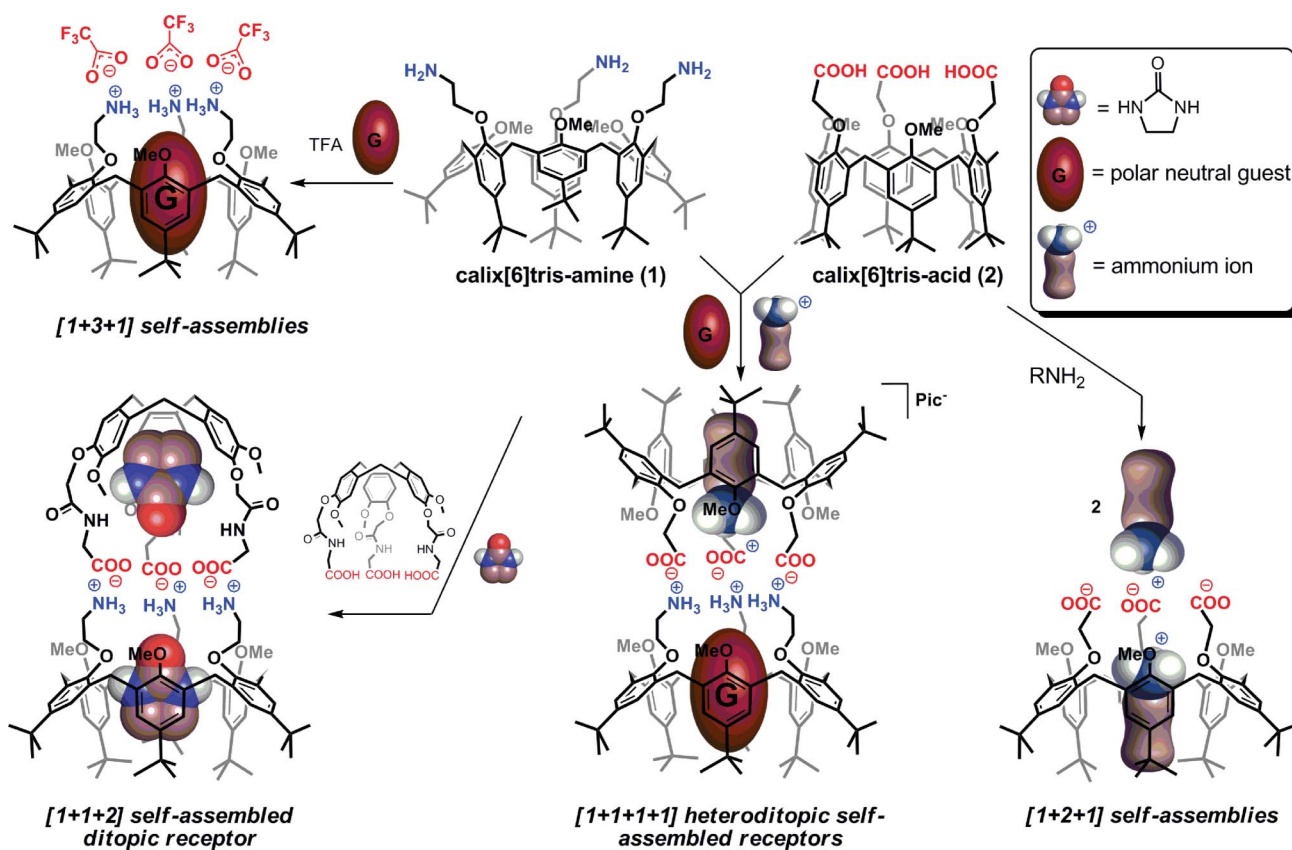 F₃C CF₃ CF₃
O O O O O O
⊖ ⊖ ⊖
⊕ ⊕ ⊕
NH₃ H₃N H₃N
O O
MeO MeO OMe
G
[1+3+1] self-assemblies
TFA
G
H₂N NH₂ NH₂
O O O
OMe MeO OMe
calix[6]tris-amine (1)
COOH COOH HOOC
O O
OMe MeO OMe
calix[6]tris-acid (2)
O
= HN NH
G = polar neutral guest
⊕
= ammonium ion
G ⊕
RNH₂
O
O O
O O
NH HN
COO COO OOC
⊖ ⊖ ⊖
⊕ ⊕ ⊕
NH₃ H₃N H₃N
O O
MeO MeO OMe
[1+1+2] self-assembled
ditopic receptor
O O
O O O
NH NH HN
COOH COOH HOOC
Pic⁻
O O
MeO MeO OMe
⊕
COO OOC OOC
⊖ ⊖ ⊖
⊕ ⊕ ⊕
NH₃ H₃N H₃N
O O
MeO MeO OMe
G
[1+1+1+1] heteroditopic self-
assembled receptors
2
⊕
⊖ ⊖ ⊖
OOC OOC COO
⊕
O O
MeO MeO OMe
[1+2+1] self-assemblies